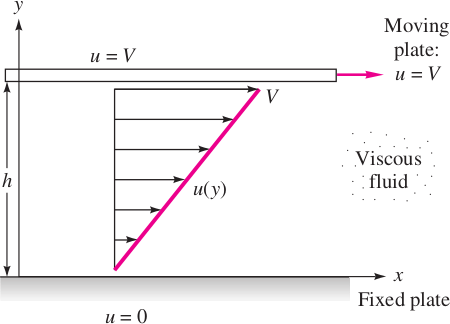 y
Moving
plate:
u = V
u = V
V
h
u(y)
Viscous
fluid
x
Fixed plate
u = 0